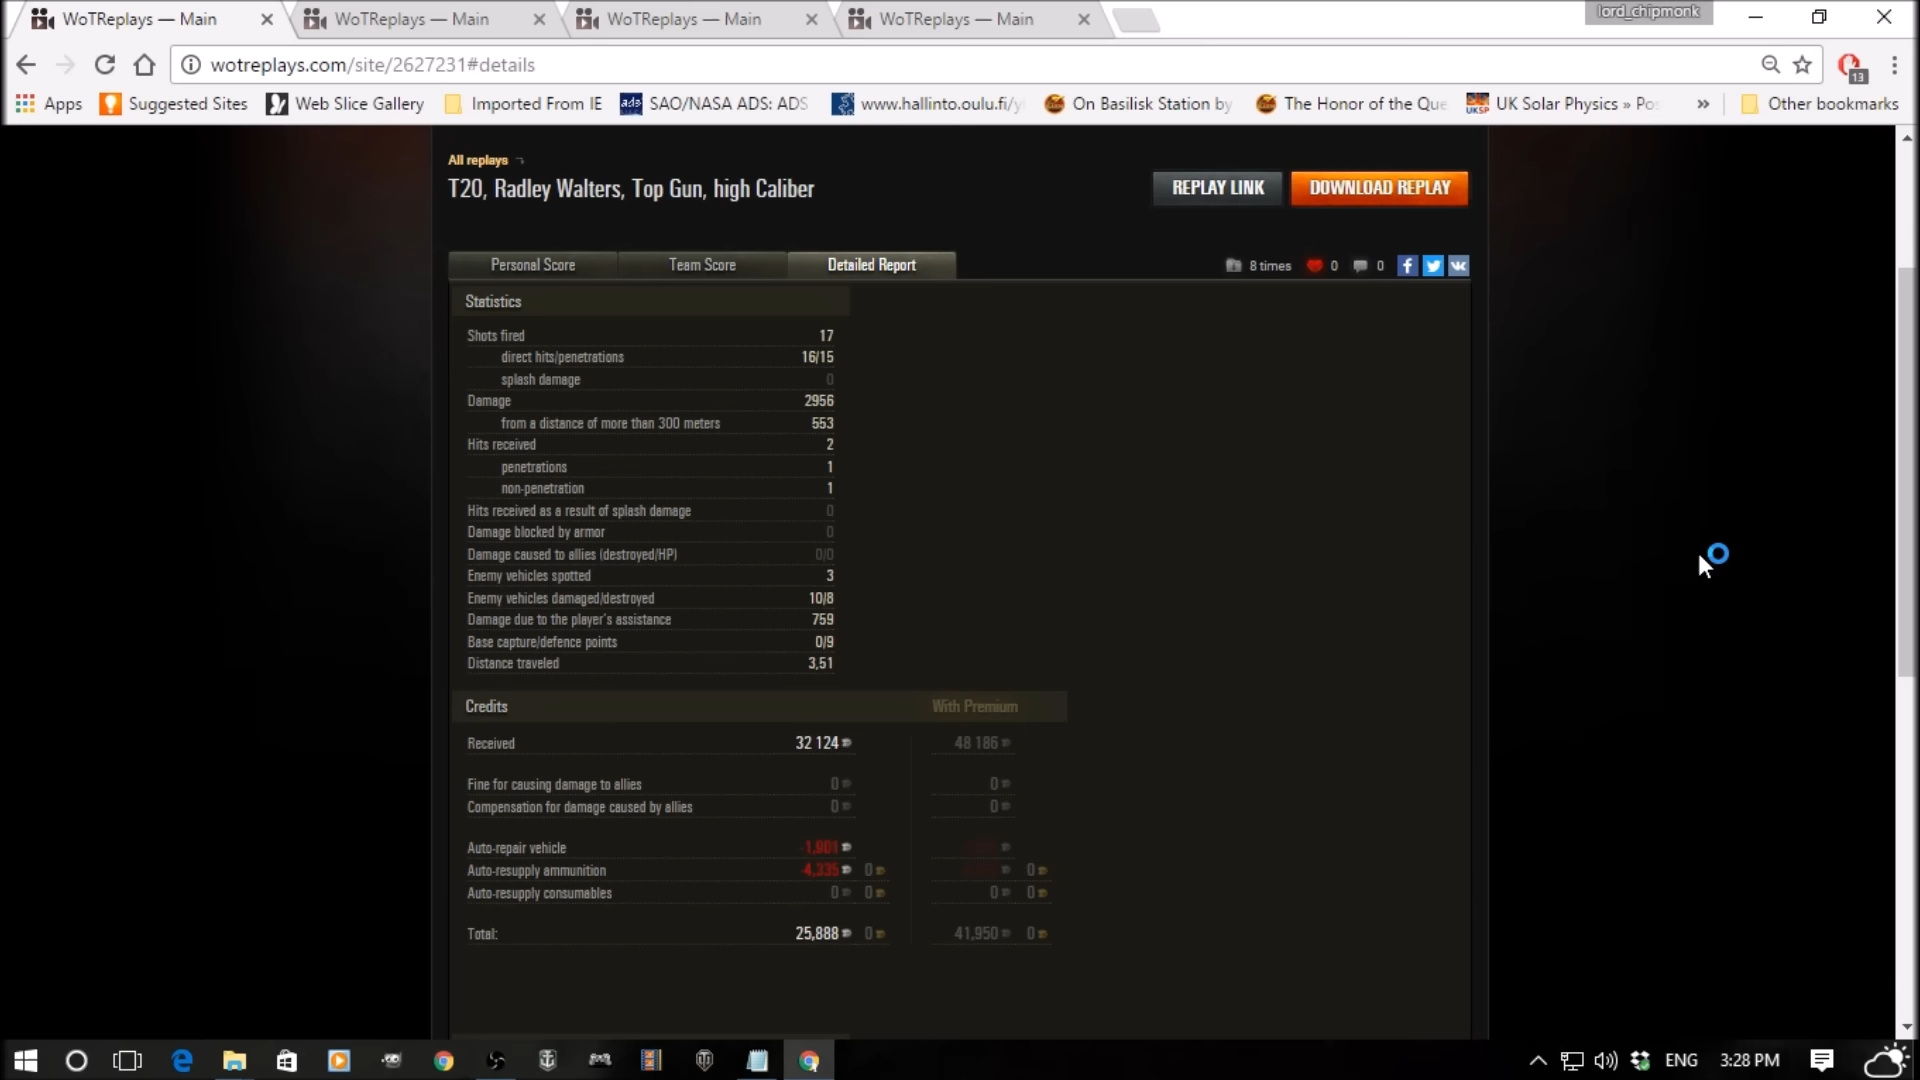 WoTReplays — Main WoTReplays — Main WoTReplays — Main WoTReplays — Main lord_chipmonk
wotreplays.com/site/2627231#details 13
Apps Suggested Sites Web Slice Gallery Imported From IE ads SAO/NASA ADS: ADS www.hallinto.oulu.fi/y On Basilisk Station by The Honor of the Que UKSP UK Solar Physics » Po » Other bookmarks
All replays
T20, Radley Walters, Top Gun, high Caliber
REPLAY LINK DOWNLOAD REPLAY
Personal Score Team Score Detailed Report 8 times 0 0
Statistics
Shots fired 17
direct hits/penetrations 16/15
splash damage 0
Damage 2956
from a distance of more than 300 meters 553
Hits received 2
penetrations 1
non-penetration 1
Hits received as a result of splash damage 0
Damage blocked by armor 0
Damage caused to allies (destroyed/HP) 0/0
Enemy vehicles spotted 3
Enemy vehicles damaged/destroyed 10/8
Damage due to the player's assistance 759
Base capture/defence points 0/9
Distance traveled 3,51
Credits With Premium
Received 32 124 48 186
Fine for causing damage to allies 0 0
Compensation for damage caused by allies 0 0
Auto-repair vehicle -1,901
Auto-resupply ammunition -4,335 0 0
Auto-resupply consumables 0 0 0 0
Total: 25,888 0 41,950 0
ENG 3:28 PM